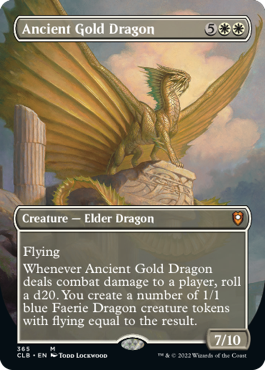 Ancient Gold Dragon 5
Creature — Elder Dragon
Flying
Whenever Ancient Gold Dragon
deals combat damage to a player, roll
a d20. You create a number of 1/1
blue Faerie Dragon creature tokens
with flying equal to the result.
7/10
365 M
CLB • EN Todd Lockwood
™ & © 2022 Wizards of the Coast